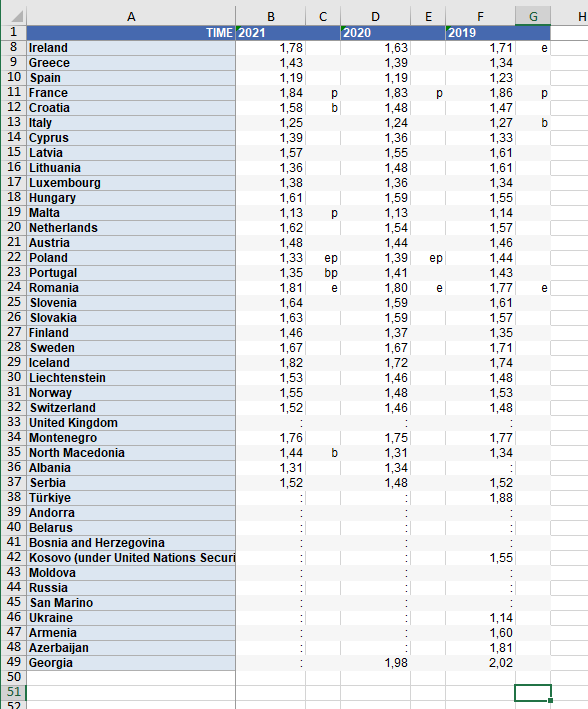 A B C D E F G H
1 TIME 2021 2020 2019
8 Ireland 1,78 1,63 1,71 e
9 Greece 1,43 1,39 1,34
10 Spain 1,19 1,19 1,23
11 France 1,84 p 1,83 p 1,86 p
12 Croatia 1,58 b 1,48 1,47
13 Italy 1,25 1,24 1,27 b
14 Cyprus 1,39 1,36 1,33
15 Latvia 1,57 1,55 1,61
16 Lithuania 1,36 1,48 1,61
17 Luxembourg 1,38 1,36 1,34
18 Hungary 1,61 1,59 1,55
19 Malta 1,13 p 1,13 1,14
20 Netherlands 1,62 1,54 1,57
21 Austria 1,48 1,44 1,46
22 Poland 1,33 ep 1,39 ep 1,44
23 Portugal 1,35 bp 1,41 1,43
24 Romania 1,81 e 1,80 e 1,77 e
25 Slovenia 1,64 1,59 1,61
26 Slovakia 1,63 1,59 1,57
27 Finland 1,46 1,37 1,35
28 Sweden 1,67 1,67 1,71
29 Iceland 1,82 1,72 1,74
30 Liechtenstein 1,53 1,46 1,48
31 Norway 1,55 1,48 1,53
32 Switzerland 1,52 1,46 1,48
33 United Kingdom : : :
34 Montenegro 1,76 1,75 1,77
35 North Macedonia 1,44 b 1,31 1,34
36 Albania 1,31 1,34 :
37 Serbia 1,52 1,48 1,52
38 Türkiye : : 1,88
39 Andorra : : :
40 Belarus : : :
41 Bosnia and Herzegovina : : :
42 Kosovo (under United Nations Securi : : 1,55
43 Moldova : : :
44 Russia : : :
45 San Marino : : :
46 Ukraine : : 1,14
47 Armenia : : 1,60
48 Azerbaijan : : 1,81
49 Georgia : 1,98 2,02
50
51
52